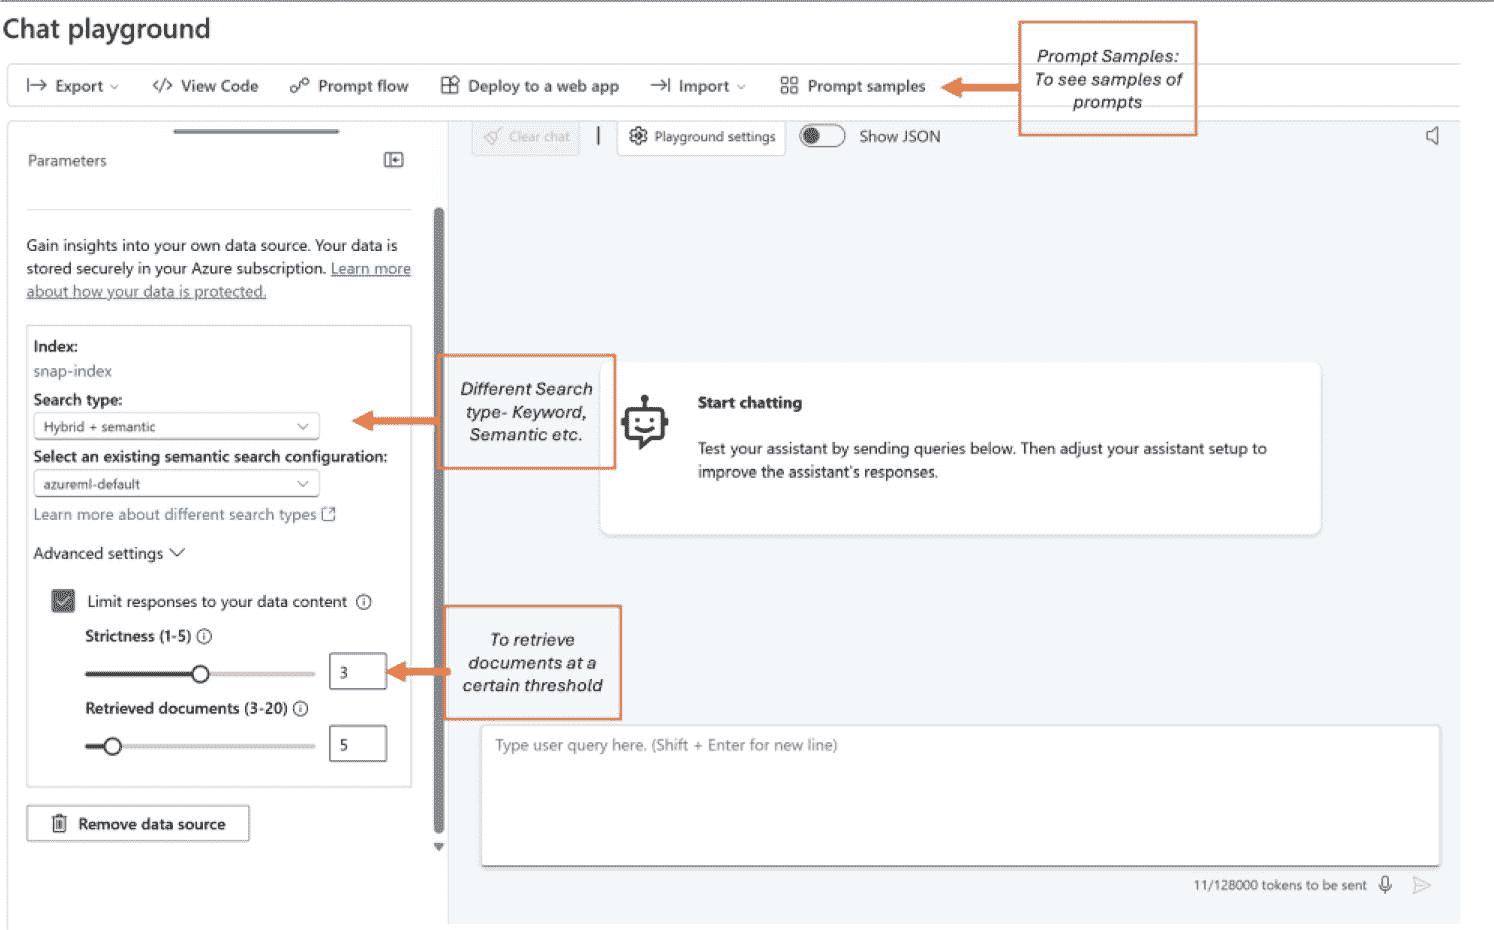 Chat playground
Export
View Code
Prompt flow
Deploy to a web app
Import
Prompt samples
Prompt Samples:
To see samples of
prompts
Parameters
Clear chat
Playground settings
Show JSON
Gain insights into your own data source. Your data is
stored securely in your Azure subscription. Learn more
about how your data is protected.
Index:
snap-index
Search type:
Hybrid + semantic
Select an existing semantic search configuration:
azureml-default
Learn more about different search types
Advanced settings
Limit responses to your data content
Strictness (1-5)
3
Retrieved documents (3-20)
5
Remove data source
Different Search
type- Keyword,
Semantic etc.
To retrieve
documents at a
certain threshold
Start chatting
Test your assistant by sending queries below. Then adjust your assistant setup to
improve the assistant's responses.
Type user query here. (Shift + Enter for new line)
11/128000 tokens to be sent